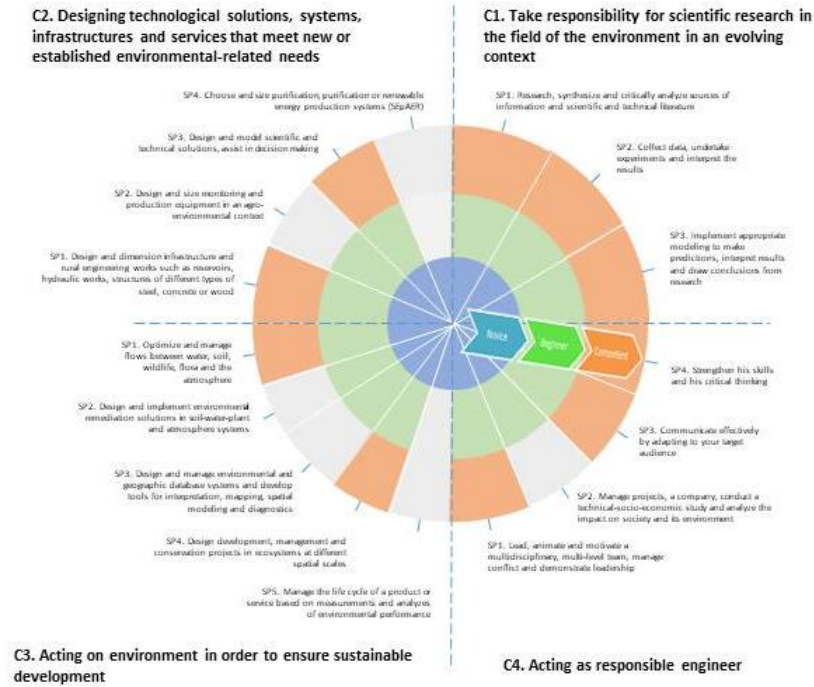 C2. Designing technological solutions, systems,
infrastructures and services that meet new or
established environmental-related needs
C1. Take responsibility for scientific research in
the field of the environment in an evolving
context
SP4. Choose and size purification, purification or renewable
energy production systems (SEpAER)
SP3. Design and model scientific and
technical solutions, assist in decision making
SP2. Design and size monitoring and
production equipment in an agro-
environmental context
SP1. Design and dimension infrastructure and
rural engineering works such as reservoirs,
hydraulic works, structures of different types of
steel, concrete or wood
SP1. Research, synthesize and critically analyze sources of
information and scientific and technical literature
SP2. Collect data, undertake
experiments and interpret the
results
SP3. Implement appropriate
modeling to make
predictions, interpret results
and draw conclusions from
research
Novice
Beginner
Competent
SP1. Optimize and manage
flows between water, soil,
wildlife, flora and the
atmosphere
SP2. Design and implement environmental
remediation solutions in soil-water-plant
and atmosphere systems
SP3. Design and manage environmental and
geographic database systems and develop
tools for interpretation, mapping, spatial
modeling and diagnostics
SP4. Design development, management and
conservation projects in ecosystems at different
spatial scales
SP5. Manage the life cycle of a product or
service based on measurements and analyzes
of environmental performance
SP4. Strengthen his skills
and his critical thinking
SP3. Communicate effectively
by adapting to your target
audience
SP2. Manage projects, a company, conduct a
technical-socio-economic study and analyze the
impact on society and its environment
SP1. Lead, animate and motivate a
multidisciplinary, multi-level team, manage
conflict and demonstrate leadership
C3. Acting on environment in order to ensure sustainable
development
C4. Acting as responsible engineer